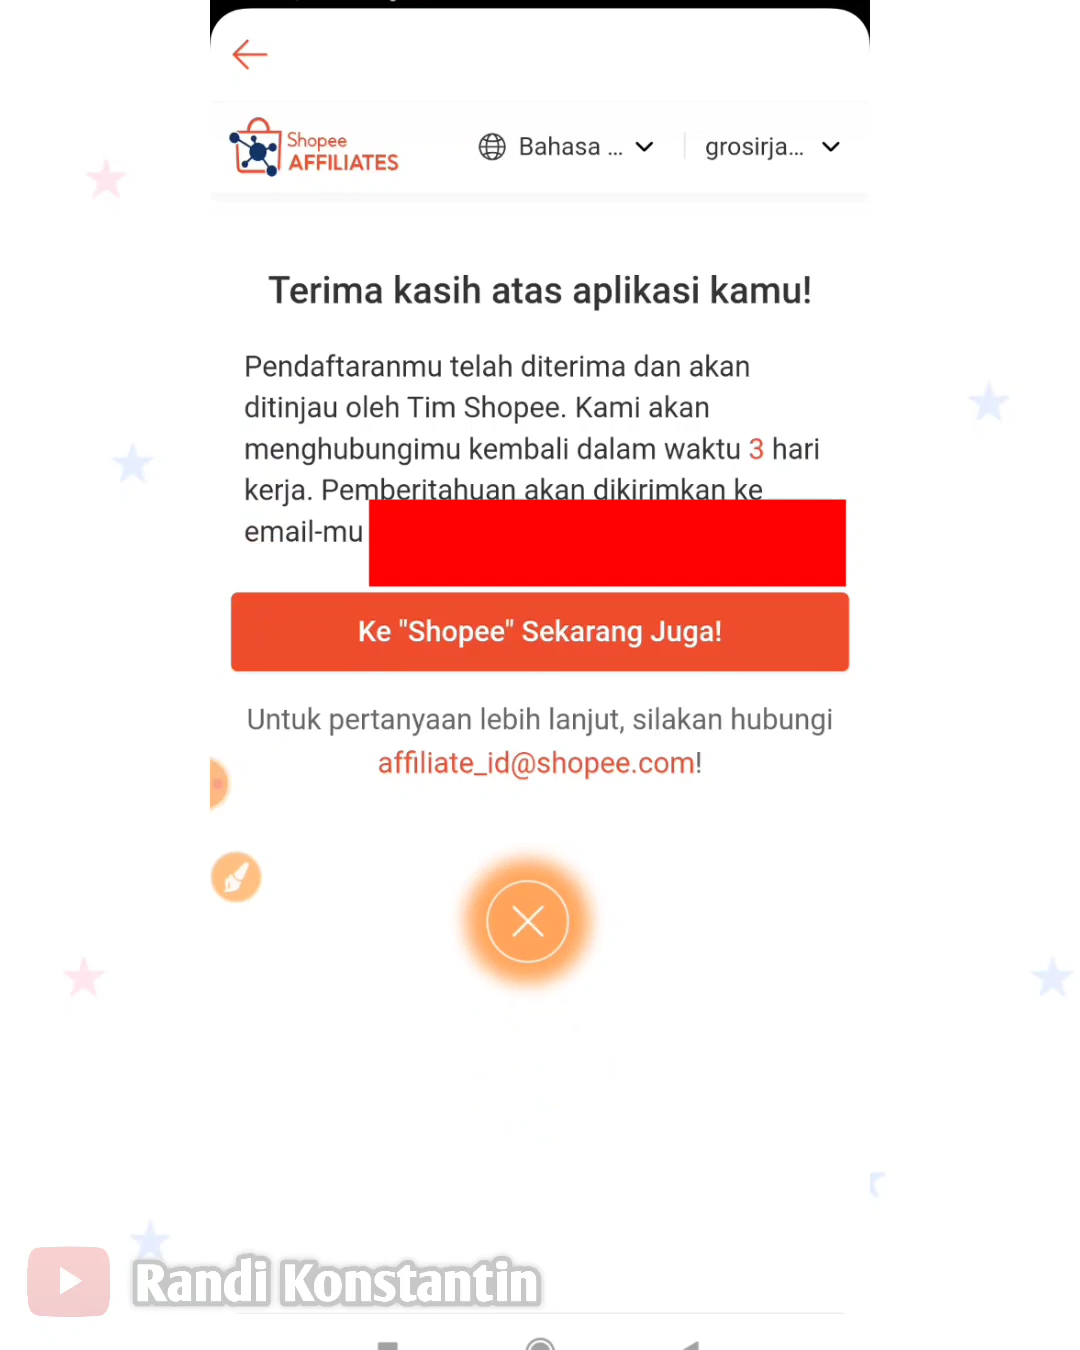 Shopee
AFFILIATES
Bahasa ...
grosirja...
Terima kasih atas aplikasi kamu!
Pendaftaranmu telah diterima dan akan
ditinjau oleh Tim Shopee. Kami akan
menghubungimu kembali dalam waktu 3 hari
kerja. Pemberitahuan akan dikirimkan ke
email-mu
Ke "Shopee" Sekarang Juga!
Untuk pertanyaan lebih lanjut, silakan hubungi
affiliate_id@shopee.com!
Randi Konstantin